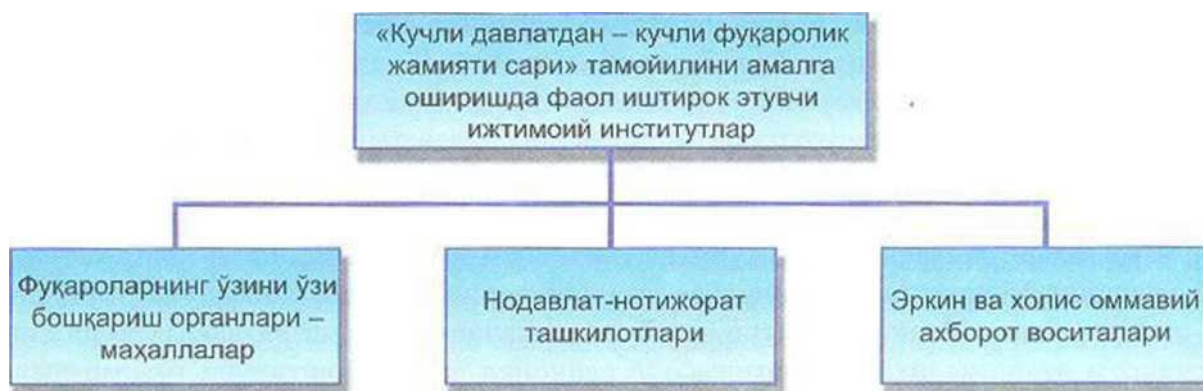 «Кучли давлатдан – кучли фуқаролик
жамияти сари» тамойилини амалга
оширишда фаол иштирок этувчи
ижтимоий институтлар
Фуқароларнинг ўзини ўзи
бошқариш органлари –
маҳаллалар
Нодавлат-нотижорат
ташкилотлари
Эркин ва холис оммавий
ахборот воситалари